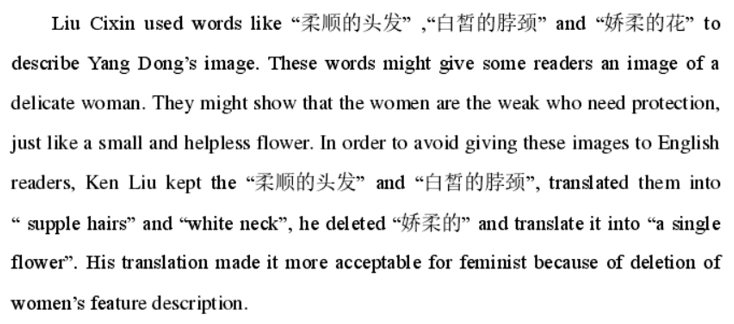 Liu Cixin used words like “柔顺的头发” ,“白皙的脖颈” and “娇柔的花” to
describe Yang Dong’s image. These words might give some readers an image of a
delicate woman. They might show that the women are the weak who need protection,
just like a small and helpless flower. In order to avoid giving these images to English
readers, Ken Liu kept the “柔顺的头发” and “白皙的脖颈”, translated them into
“ supple hairs” and “white neck”, he deleted “娇柔的” and translate it into “a single
flower”. His translation made it more acceptable for feminist because of deletion of
women’s feature description.